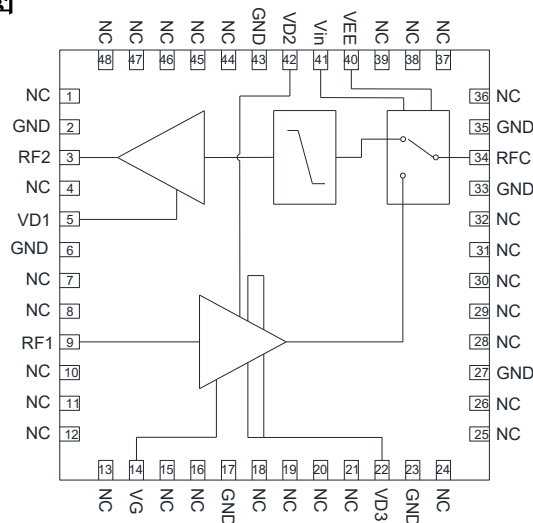 图
NC NC NC NC NC GND VD2 Vin VEE NC NC NC
48 47 46 45 44 43 42 41 40 39 38 37
NC 1
GND 2
RF2 3
NC 4
VD1 5
GND 6
NC 7
NC 8
RF1 9
NC 10
NC 11
NC 12
36 NC
35 GND
34 RFC
33 GND
32 NC
31 NC
30 NC
29 NC
28 NC
27 GND
26 NC
25 NC
13 14 15 16 17 18 19 20 21 22 23 24
NC VG NC NC GND NC NC NC NC VD3 GND NC